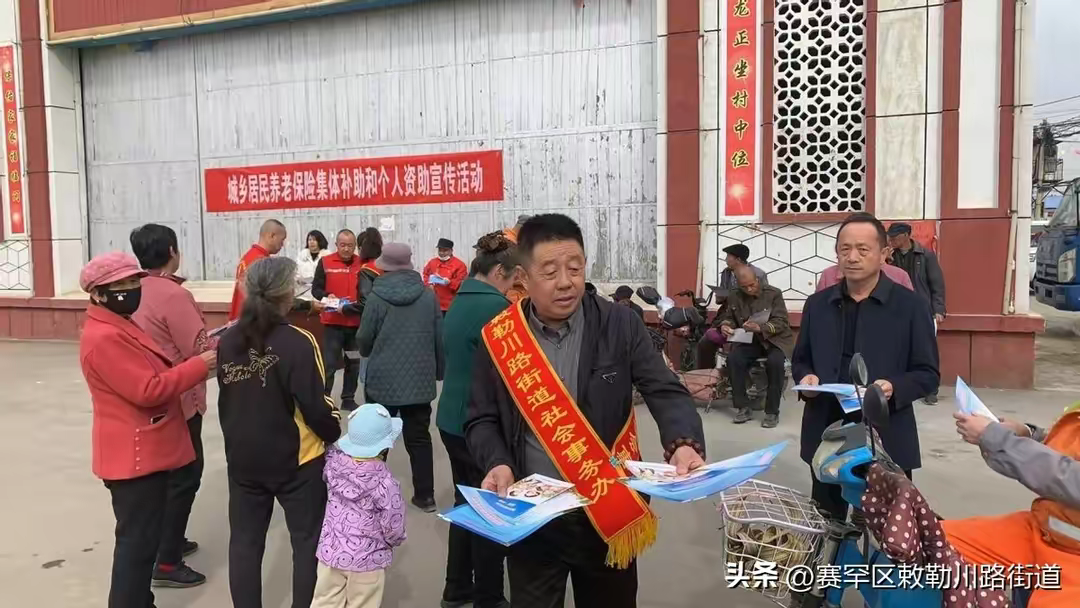 龙正坐村中位
城乡居民养老保险集体补助和个人资助宣传活动
敕勒川路街道社会事务办
Vogue
头条 @赛罕区敕勒川路街道